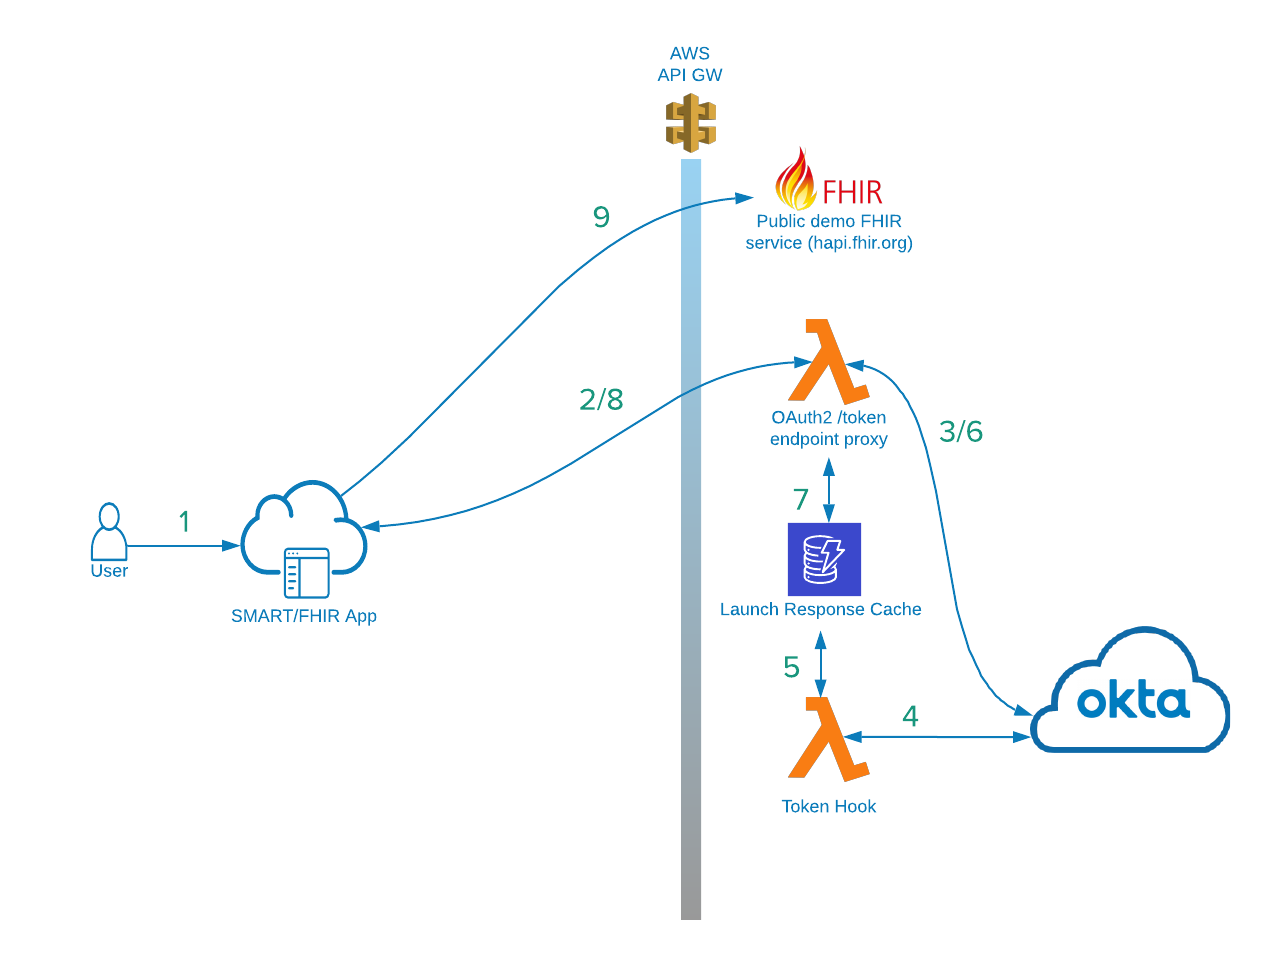 AWS
API GW
FHIR
Public demo FHIR
service (hapi.fhir.org)
9
2/8
OAuth2 /token
endpoint proxy
3/6
7
1
User
SMART/FHIR App
Launch Response Cache
5
4
okta
Token Hook